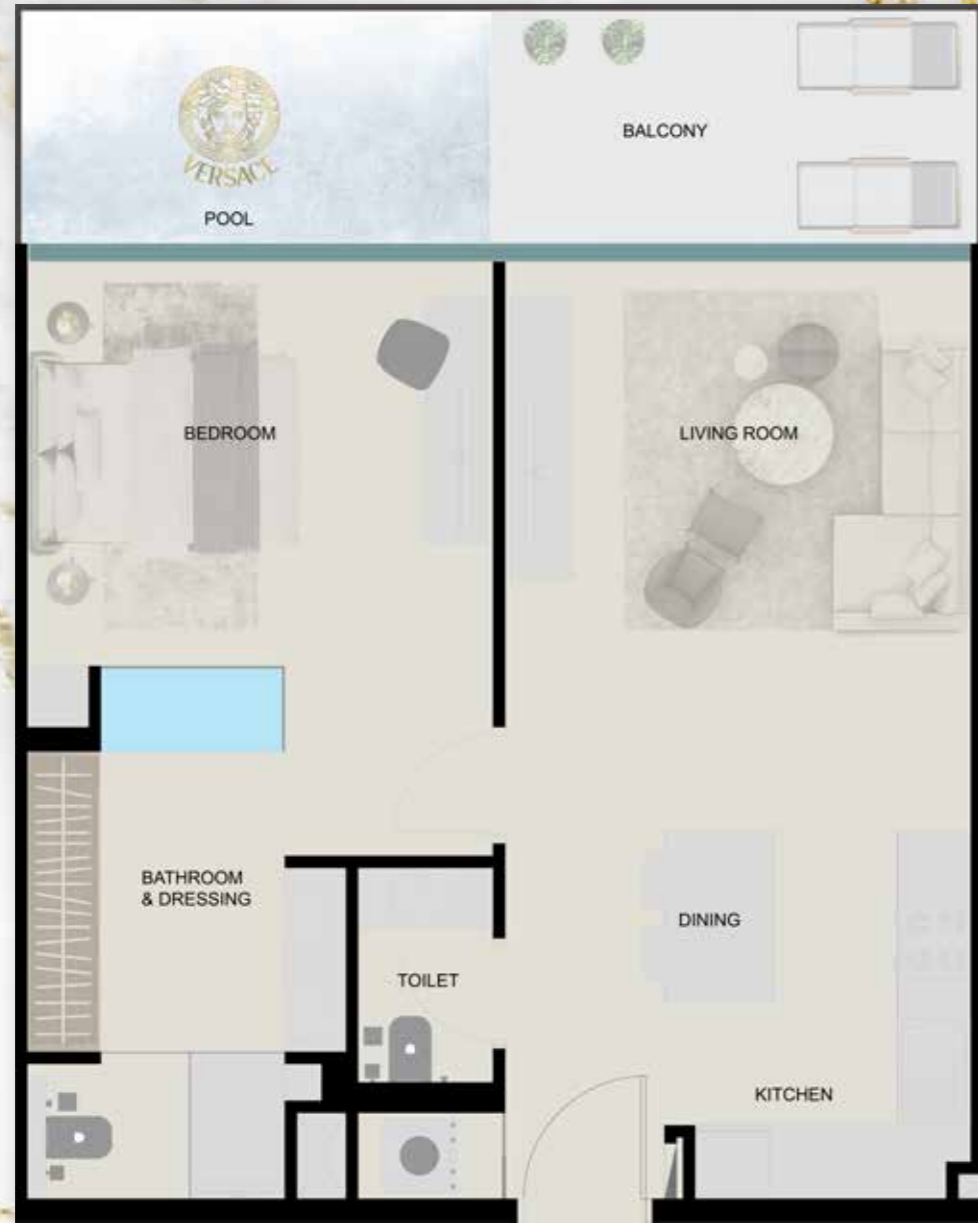 VERSACE
POOL
BALCONY
BEDROOM
LIVING ROOM
BATHROOM
& DRESSING
TOILET
DINING
KITCHEN